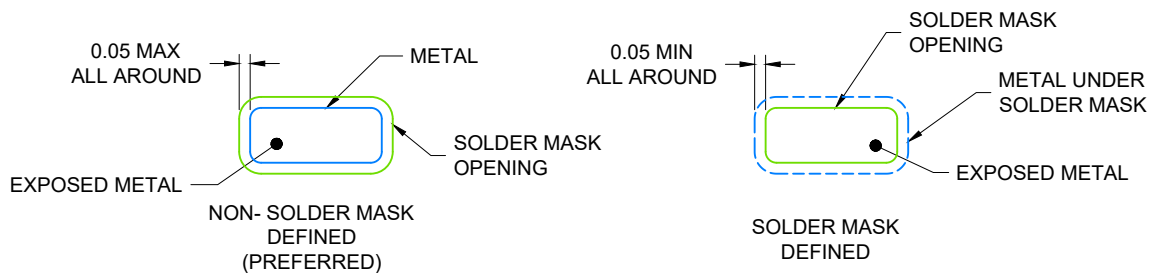 0.05 MAX
ALL AROUND
METAL
SOLDER MASK
OPENING
EXPOSED METAL
NON- SOLDER MASK
DEFINED
(PREFERRED)
0.05 MIN
ALL AROUND
SOLDER MASK
OPENING
METAL UNDER
SOLDER MASK
EXPOSED METAL
SOLDER MASK
DEFINED